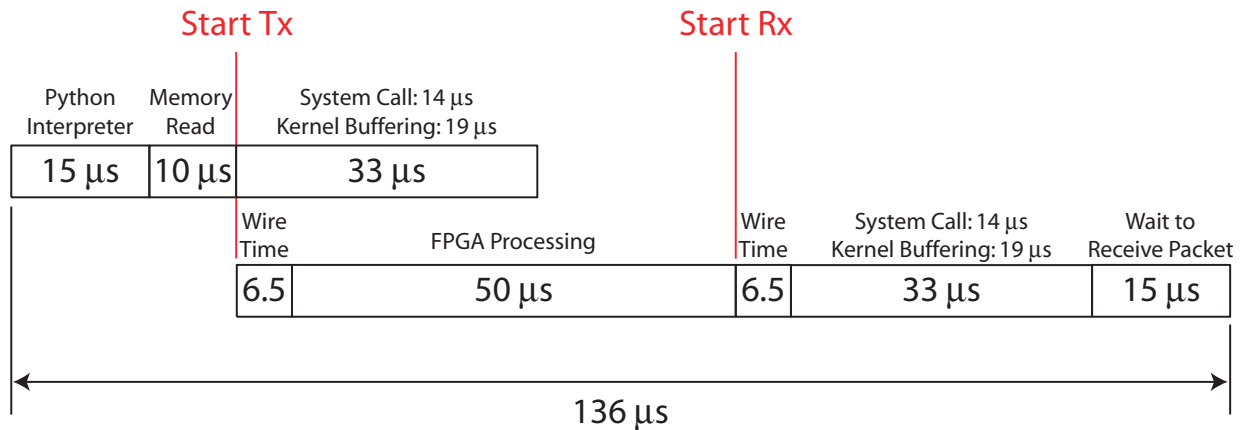 Start Tx
Start Rx
Python
Interpreter
Memory
Read
System Call: 14 μs
Kernel Buffering: 19 μs
15 μs
10 μs
33 μs
Wire
Time
FPGA Processing
Wire
Time
System Call: 14 μs
Kernel Buffering: 19 μs
Wait to
Receive Packet
6.5
50 μs
6.5
33 μs
15 μs
136 μs